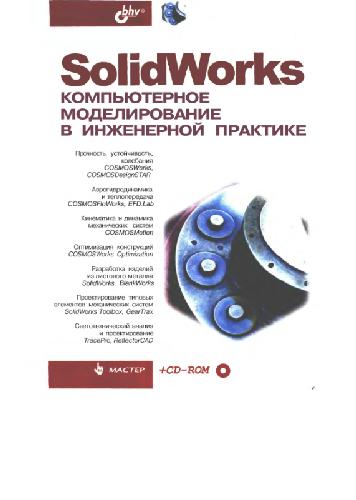 bhv®
SolidWorks
КОМПЬЮТЕРНОЕ
МОДЕЛИРОВАНИЕ
В ИНЖЕНЕРНОЙ ПРАКТИКЕ
Прочность, устойчивость,
колебания
COSMOSWorks,
COSMOSDesignSTAR
Аэрогидродинамика
и теплопередача
COSMOSFloWorks, EFD.Lab
Кинематика и динамика
механических систем
COSMOSMotion
Оптимизация конструкций
COSMOSWorks Optimization
Разработка изделий
из листового металла
SolidWorks, BlankWorks
Проектирование типовых
элементов механических систем
SolidWorks Toolbox, GearTrax
Светотехнический анализ
и проектирование
TracePro, ReflectorCAD
МАСТЕР
+CD-ROM